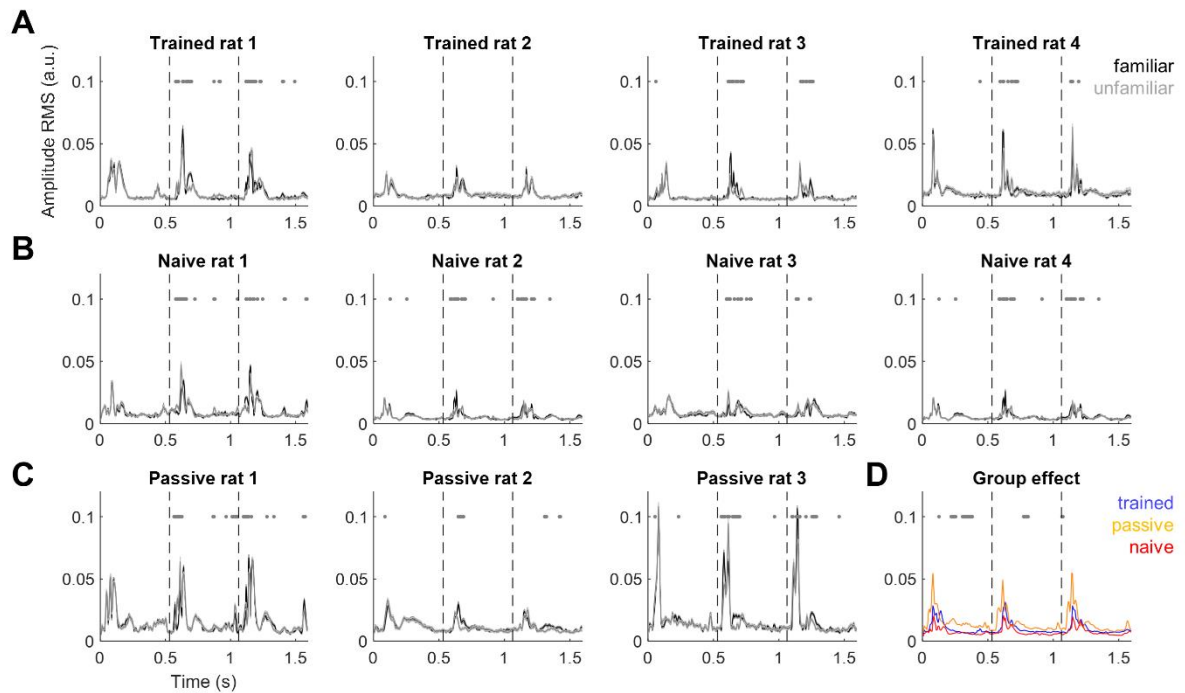 A
Trained rat 1
Trained rat 2
Trained rat 3
Trained rat 4
familiar
unfamiliar
Amplitude RMS (a.u.)
0.1
0.05
0
0 0.5 1 1.5
0.1
0.05
0
0 0.5 1 1.5
0.1
0.05
0
0 0.5 1 1.5
0.1
0.05
0
0 0.5 1 1.5
B
Naive rat 1
Naive rat 2
Naive rat 3
Naive rat 4
0.1
0.05
0
0 0.5 1 1.5
0.1
0.05
0
0 0.5 1 1.5
0.1
0.05
0
0 0.5 1 1.5
0.1
0.05
0
0 0.5 1 1.5
C
Passive rat 1
Passive rat 2
Passive rat 3
0.1
0.05
0
0 0.5 1 1.5
Time (s)
0.1
0.05
0
0 0.5 1 1.5
0.1
0.05
0
0 0.5 1 1.5
D
Group effect
trained
passive
naive
0.1
0.05
0
0 0.5 1 1.5